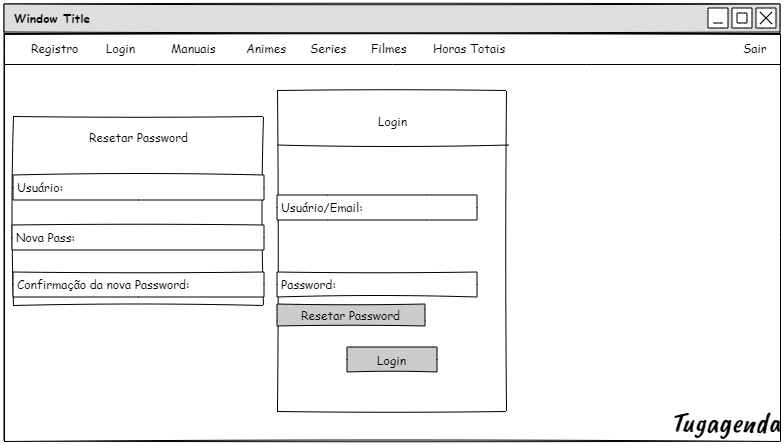 Window Title
Registro Login Manuais Animes Series Filmes Horas Totais Sair
Resetar Password
Usuário:
Nova Pass:
Confirmação da nova Password:
Login
Usuário/Email:
Password:
Resetar Password
Login
Tugagenda